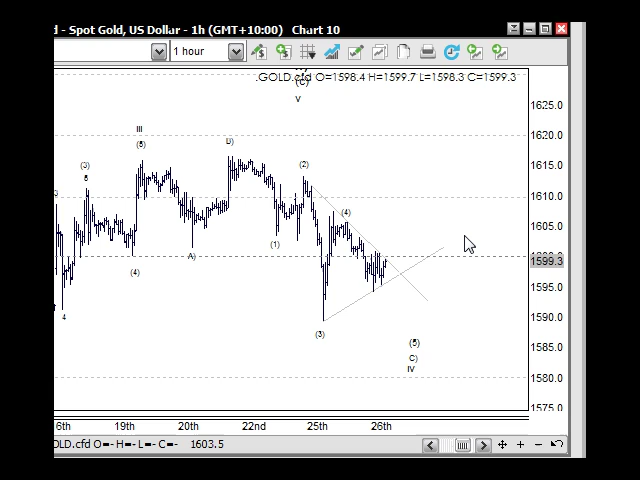 d - Spot Gold, US Dollar - 1h (GMT+10:00) Chart 10
1 hour
.GOLD.cfd O=1598.4 H=1599.7 L=1598.3 C=1599.3
(C)
V
1625.0
1620.0
1615.0
1610.0
1605.0
1599.3
1595.0
1590.0
1585.0
1580.0
1575.0
III
(5)
D)
(3)
5
(2)
3
(4)
(1)
(4)
A)
4
(3)
(5)
C)
IV
6th 19th 20th 22nd 25th 26th
OLD.cfd O=- H=- L=- C=- 1603.5